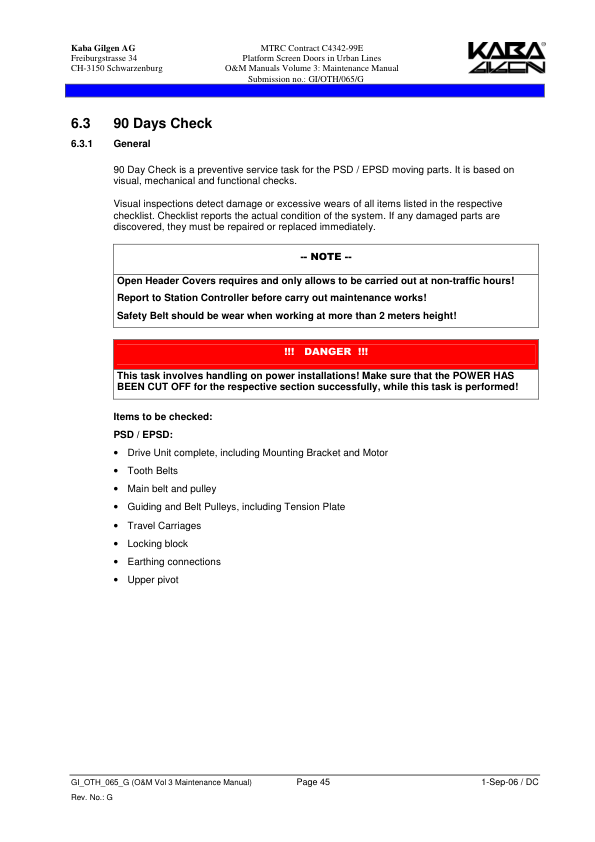 Kaba Gilgen AG
Freiburgstrasse 34
CH-3150 Schwarzenburg
MTRC Contract C4342-99E
Platform Screen Doors in Urban Lines
O&M Manuals Volume 3: Maintenance Manual
Submission no.: GI/OTH/065/G
KABA®
GILGEN
6.3 90 Days Check
6.3.1 General
90 Day Check is a preventive service task for the PSD / EPSD moving parts. It is based on
visual, mechanical and functional checks.
Visual inspections detect damage or excessive wears of all items listed in the respective
checklist. Checklist reports the actual condition of the system. If any damaged parts are
discovered, they must be repaired or replaced immediately.
-- NOTE --
Open Header Covers requires and only allows to be carried out at non-traffic hours!
Report to Station Controller before carry out maintenance works!
Safety Belt should be wear when working at more than 2 meters height!
!!! DANGER !!!
This task involves handling on power installations! Make sure that the POWER HAS
BEEN CUT OFF for the respective section successfully, while this task is performed!
Items to be checked:
PSD / EPSD:
• Drive Unit complete, including Mounting Bracket and Motor
• Tooth Belts
• Main belt and pulley
• Guiding and Belt Pulleys, including Tension Plate
• Travel Carriages
• Locking block
• Earthing connections
• Upper pivot
GI_OTH_065_G (O&M Vol 3 Maintenance Manual) Page 45 1-Sep-06 / DC
Rev. No.: G